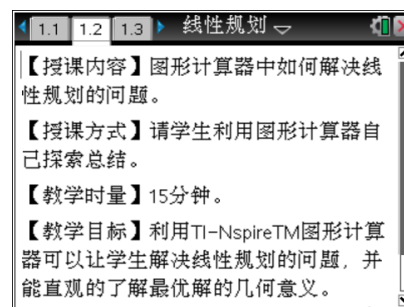 1.1 1.2 1.3 线性规划
【授课内容】图形计算器中如何解决线
性规划的问题。
【授课方式】请学生利用图形计算器自
己探索总结。
【教学时量】15分钟。
【教学目标】利用TI-NspireTM图形计算
器可以让学生解决线性规划的问题，并
能直观的了解最优解的几何意义。